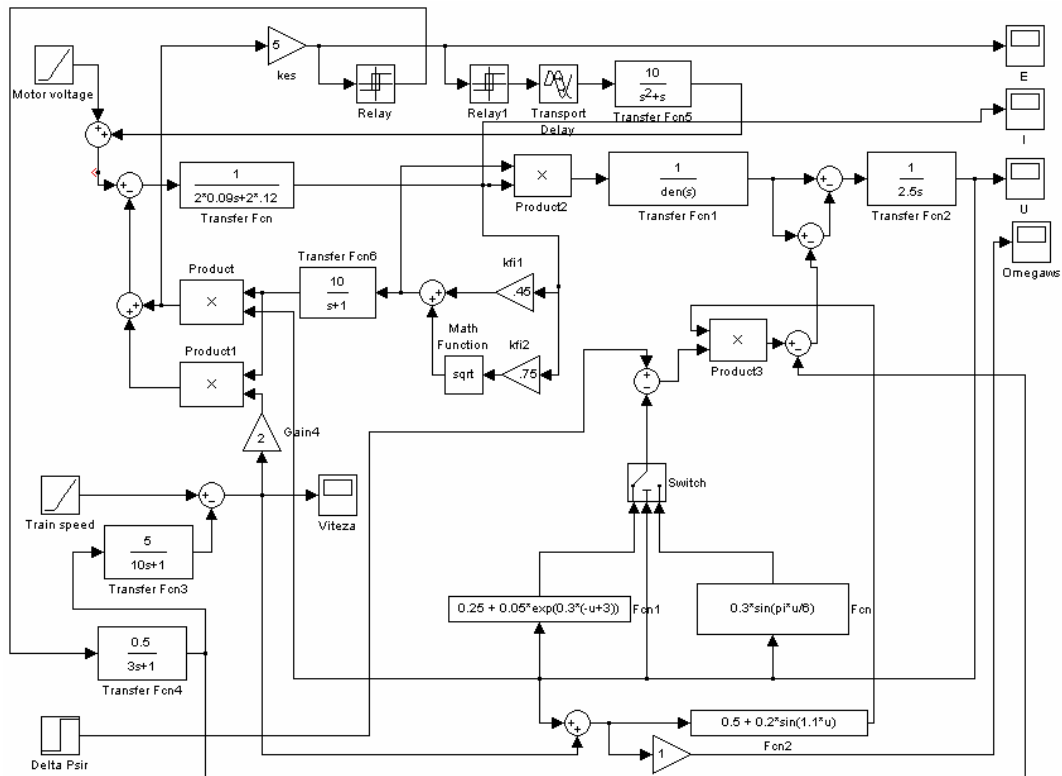 5
kes
E
Motor voltage
Relay
Relay1
Transport
Delay
10
s2+s
Transfer Fcn5
I
++
+-
1
2*0.09s+2*.12
Transfer Fcn
×
Product2
1
den(s)
Transfer Fcn1
+-
1
2.5s
Transfer Fcn2
U
+-
Omegaws
Product
×
Transfer Fcn6
10
s+1
++
kfi1
.45
++
Math
Function
sqrt
kfi2
.75
×
Product3
+-
Product1
×
+-
2
Gain4
Switch
Train speed
+-
Viteza
5
10s+1
Transfer Fcn3
0.25 + 0.05*exp(0.3*(-u+3))
Fcn1
0.3*sin(pi*u/6)
Fcn
0.5
3s+1
Transfer Fcn4
Delta Psir
++
0.5 + 0.2*sin(1.1*u)
Fcn2
1